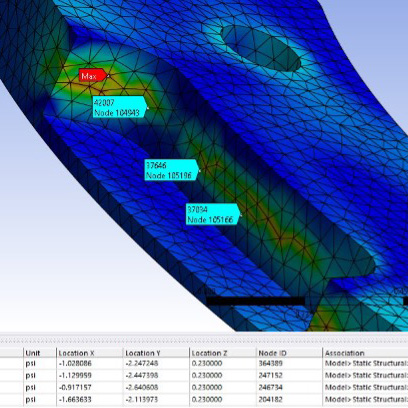 Max
42007
Node 104943
37646
Node 105196
37034
Node 105166
Unit Location X Location Y Location Z Node ID Association
psi -1.028086 -2.247248 0.230000 364389 Model> Static Structural:
psi -1.129959 -2.447398 0.230000 247152 Model> Static Structural:
psi -0.917157 -2.640608 0.230000 246734 Model> Static Structural:
psi -1.663633 -2.113973 0.230000 204182 Model> Static Structural: